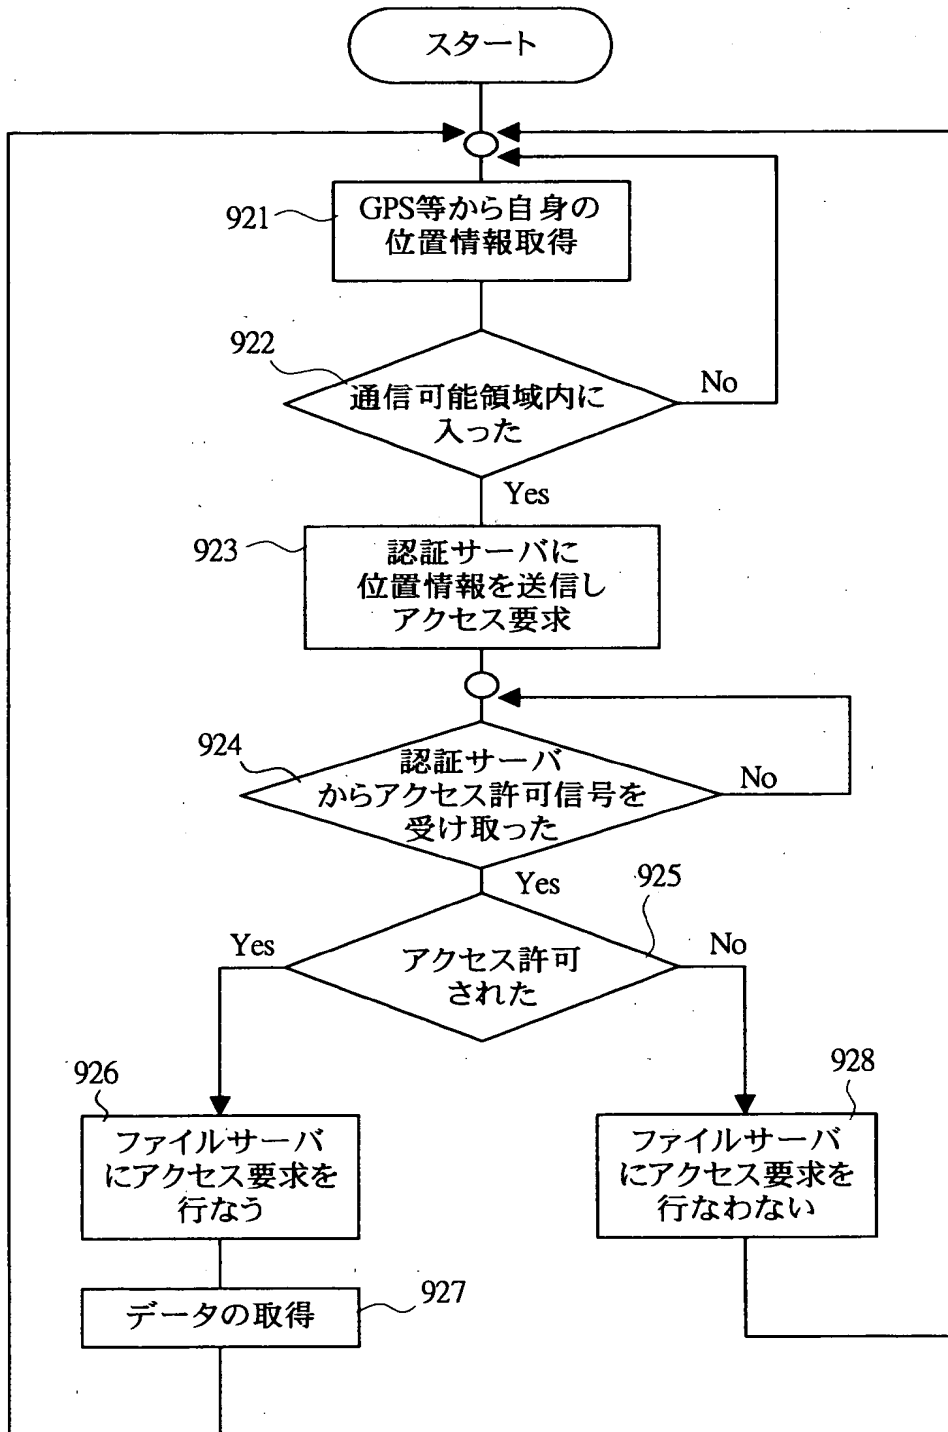 スタート
921
GPS等から自身の
位置情報取得
922
通信可能領域内に
入った
No
Yes
923
認証サーバに
位置情報を送信し
アクセス要求
924
認証サーバ
からアクセス許可信号を
受け取った
No
Yes
925
Yes
アクセス許可
された
No
926
ファイルサーバ
にアクセス要求を
行なう
928
ファイルサーバ
にアクセス要求を
行なわない
927
データの取得